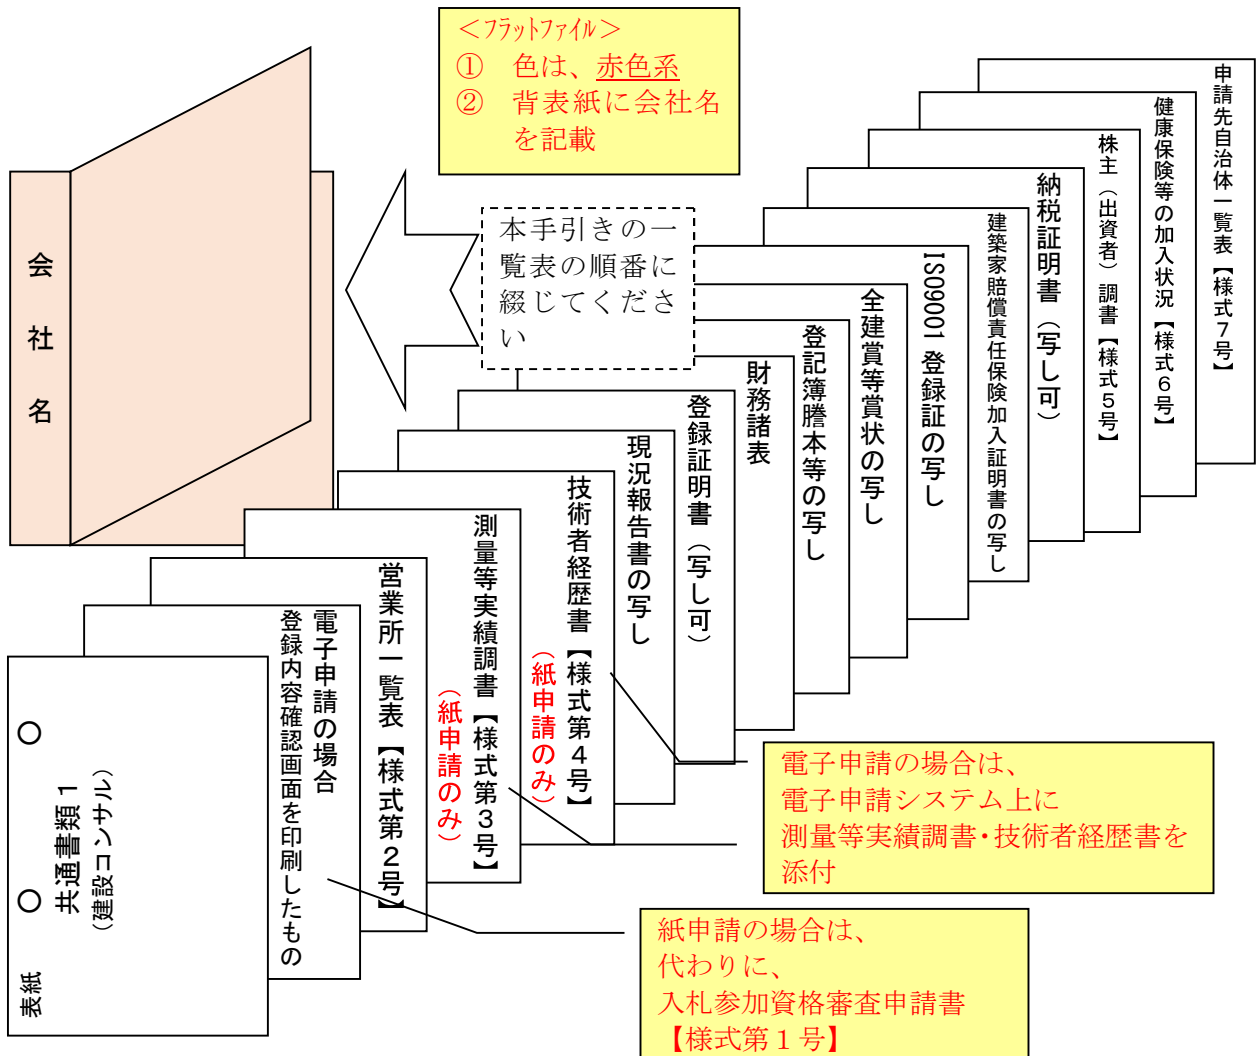 ＜フラットファイル＞
① 色は、赤色系
② 背表紙に会社名
を記載
会社名
本手引きの一
覧表の順番に
綴じてくださ
い
申請先自治体一覧表【様式７号】
健康保険等の加入状況【様式６号】
株主（出資者）調書【様式５号】
納税証明書（写し可）
建築家賠償責任保険加入証明書の写し
ISO9001 登録証の写し
全建賞等賞状の写し
登記簿謄本等の写し
財務諸表
登録証明書（写し可）
現況報告書の写し
技術者経歴書【様式第４号】
（紙申請のみ）
測量等実績調書【様式第３号】
（紙申請のみ）
営業所一覧表【様式第２号】
電子申請の場合
登録内容確認画面を印刷したもの
共通書類１
（建設コンサル）
表紙
電子申請の場合は、
電子申請システム上に
測量等実績調書・技術者経歴書を
添付
紙申請の場合は、
代わりに、
入札参加資格審査申請書
【様式第１号】